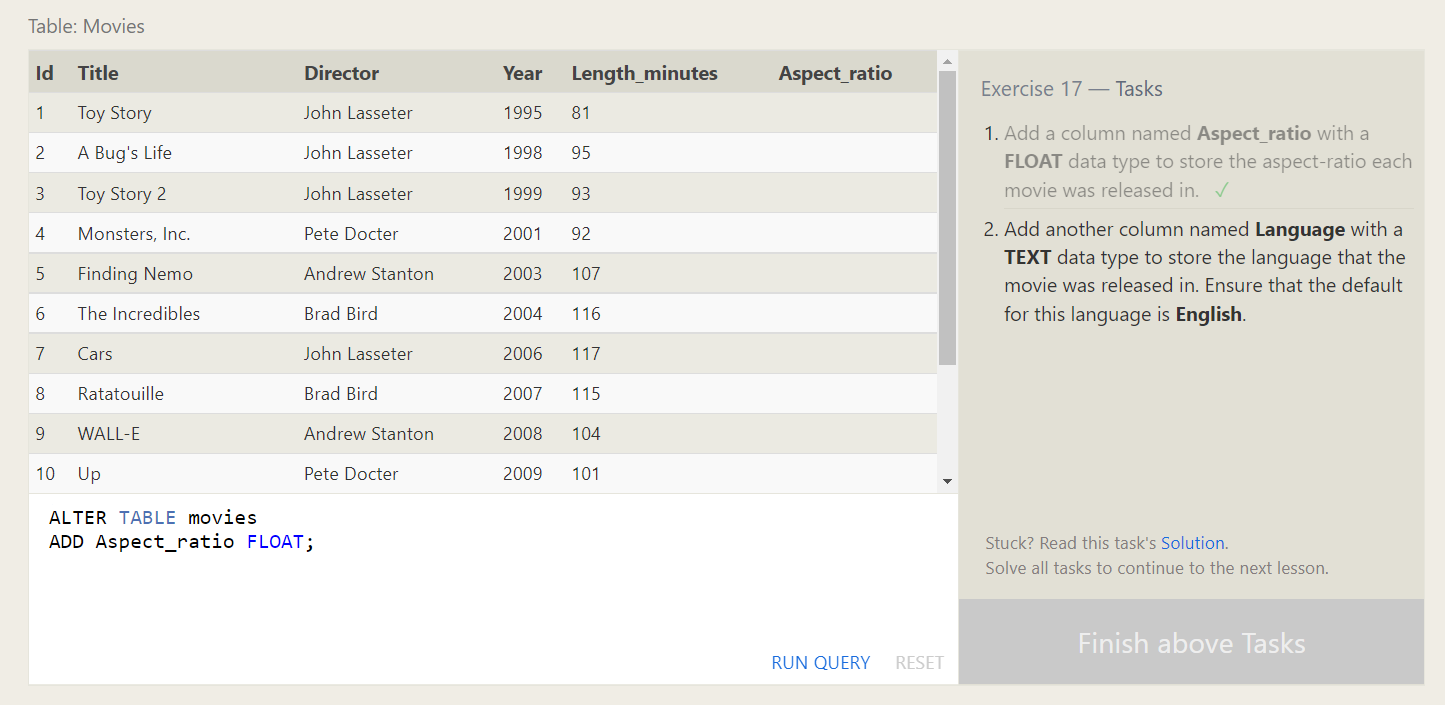 Table: Movies
Id Title Director Year Length_minutes Aspect_ratio
1 Toy Story John Lasseter 1995 81
2 A Bug's Life John Lasseter 1998 95
3 Toy Story 2 John Lasseter 1999 93
4 Monsters, Inc. Pete Docter 2001 92
5 Finding Nemo Andrew Stanton 2003 107
6 The Incredibles Brad Bird 2004 116
7 Cars John Lasseter 2006 117
8 Ratatouille Brad Bird 2007 115
9 WALL-E Andrew Stanton 2008 104
10 Up Pete Docter 2009 101
ALTER TABLE movies
ADD Aspect_ratio FLOAT;
RUN QUERY RESET
Exercise 17 — Tasks
1. Add a column named Aspect_ratio with a
FLOAT data type to store the aspect-ratio each
movie was released in. ✓
2. Add another column named Language with a
TEXT data type to store the language that the
movie was released in. Ensure that the default
for this language is English.
Stuck? Read this task's Solution.
Solve all tasks to continue to the next lesson.
Finish above Tasks